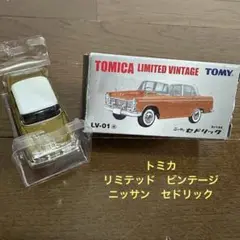 TOMICA LIMITED VINTAGE TOMY
LV-01
セドリック
トミカ
リミテッド ビンテージ
ニッサン セドリック